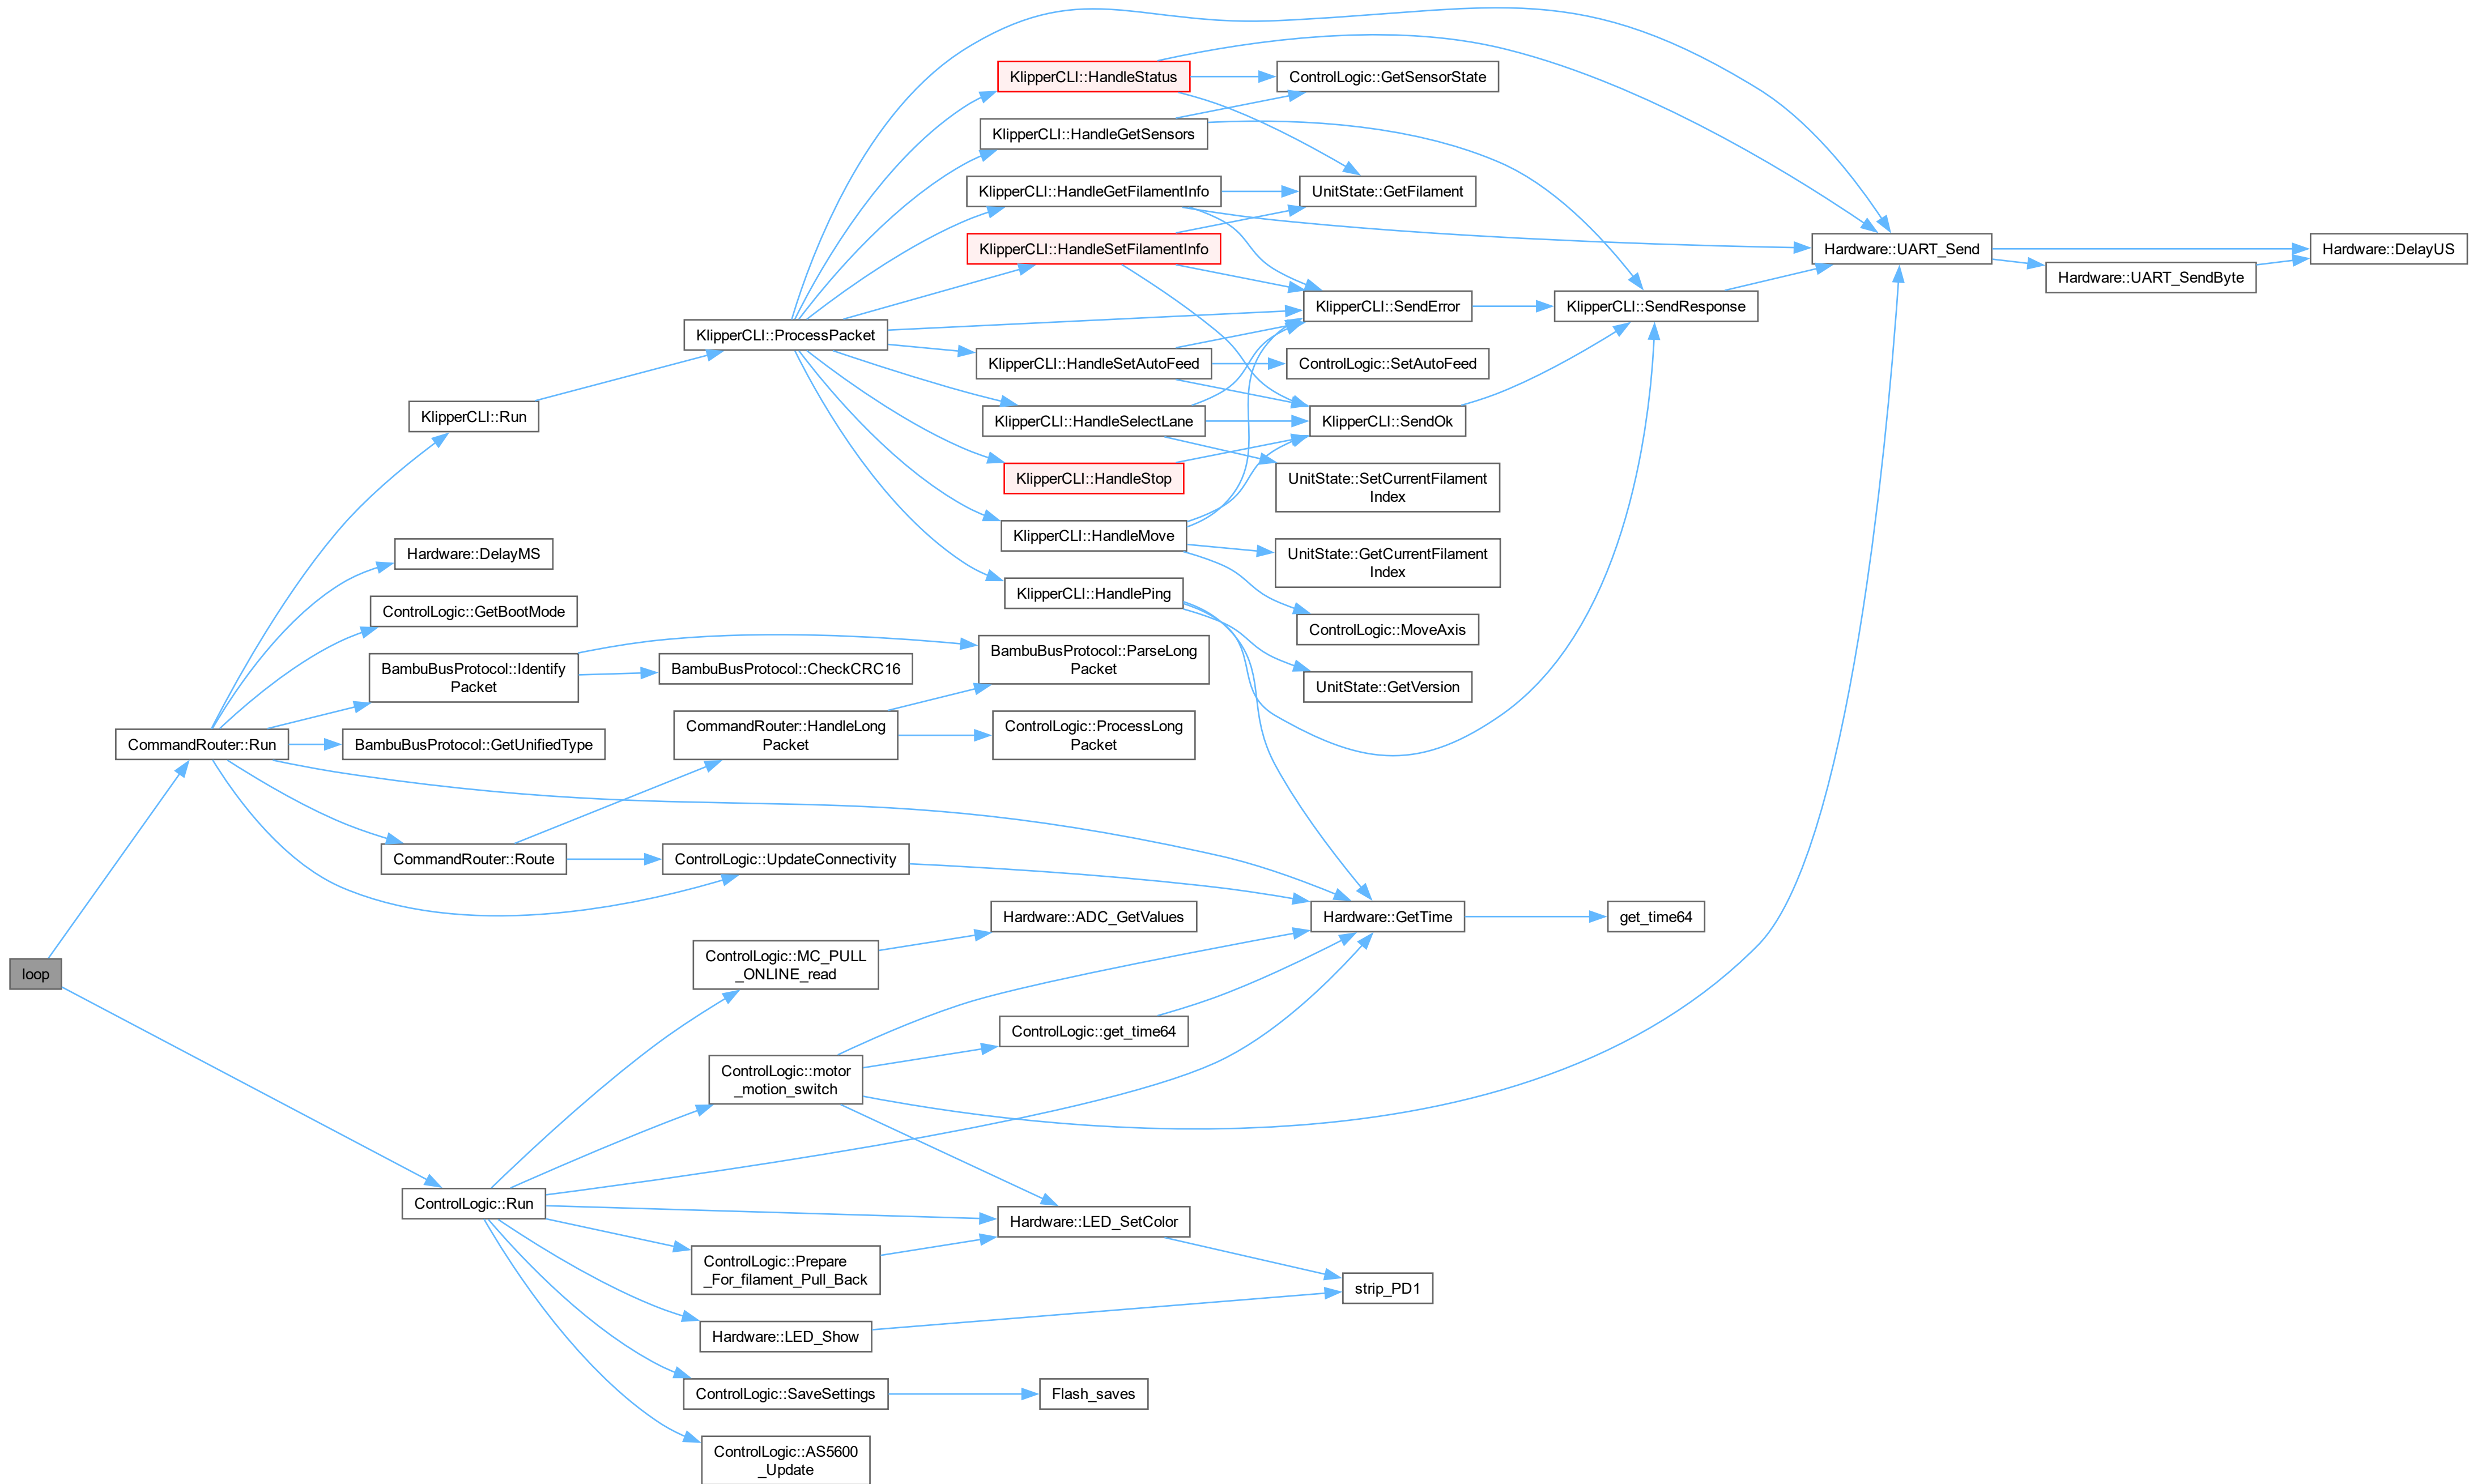 loop
CommandRouter::Run
ControlLogic::Run
KlipperCLI::Run
Hardware::DelayMS
ControlLogic::GetBootMode
BambuBusProtocol::Identify
Packet
BambuBusProtocol::GetUnifiedType
CommandRouter::Route
KlipperCLI::ProcessPacket
BambuBusProtocol::CheckCRC16
CommandRouter::HandleLong
Packet
ControlLogic::UpdateConnectivity
ControlLogic::MC_PULL
_ONLINE_read
ControlLogic::motor
_motion_switch
ControlLogic::Prepare
_For_filament_Pull_Back
Hardware::LED_Show
ControlLogic::SaveSettings
ControlLogic::AS5600
_Update
KlipperCLI::HandleStatus
KlipperCLI::HandleGetSensors
KlipperCLI::HandleGetFilamentInfo
KlipperCLI::HandleSetFilamentInfo
KlipperCLI::HandleSetAutoFeed
KlipperCLI::HandleSelectLane
KlipperCLI::HandleStop
KlipperCLI::HandleMove
KlipperCLI::HandlePing
BambuBusProtocol::ParseLong
Packet
ControlLogic::ProcessLong
Packet
Hardware::ADC_GetValues
ControlLogic::get_time64
Hardware::LED_SetColor
Flash_saves
ControlLogic::GetSensorState
UnitState::GetFilament
KlipperCLI::SendError
ControlLogic::SetAutoFeed
KlipperCLI::SendOk
UnitState::SetCurrentFilament
Index
UnitState::GetCurrentFilament
Index
ControlLogic::MoveAxis
UnitState::GetVersion
Hardware::GetTime
strip_PD1
KlipperCLI::SendResponse
get_time64
Hardware::UART_Send
Hardware::UART_SendByte
Hardware::DelayUS